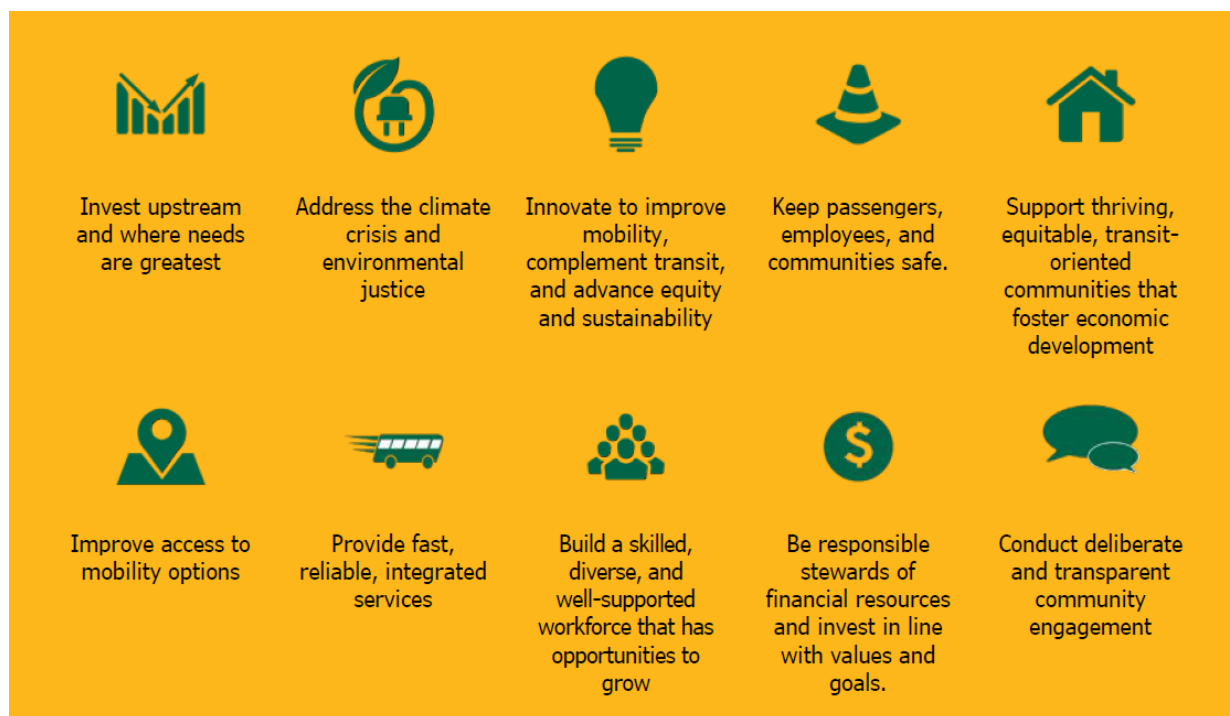 Invest upstream
and where needs
are greatest
Address the climate
crisis and
environmental
justice
Innovate to improve
mobility,
complement transit,
and advance equity
and sustainability
Keep passengers,
employees, and
communities safe.
Support thriving,
equitable, transit-
oriented
communities that
foster economic
development
Improve access to
mobility options
Provide fast,
reliable, integrated
services
Build a skilled,
diverse, and
well-supported
workforce that has
opportunities to
grow
$
Be responsible
stewards of
financial resources
and invest in line
with values and
goals.
Conduct deliberate
and transparent
community
engagement